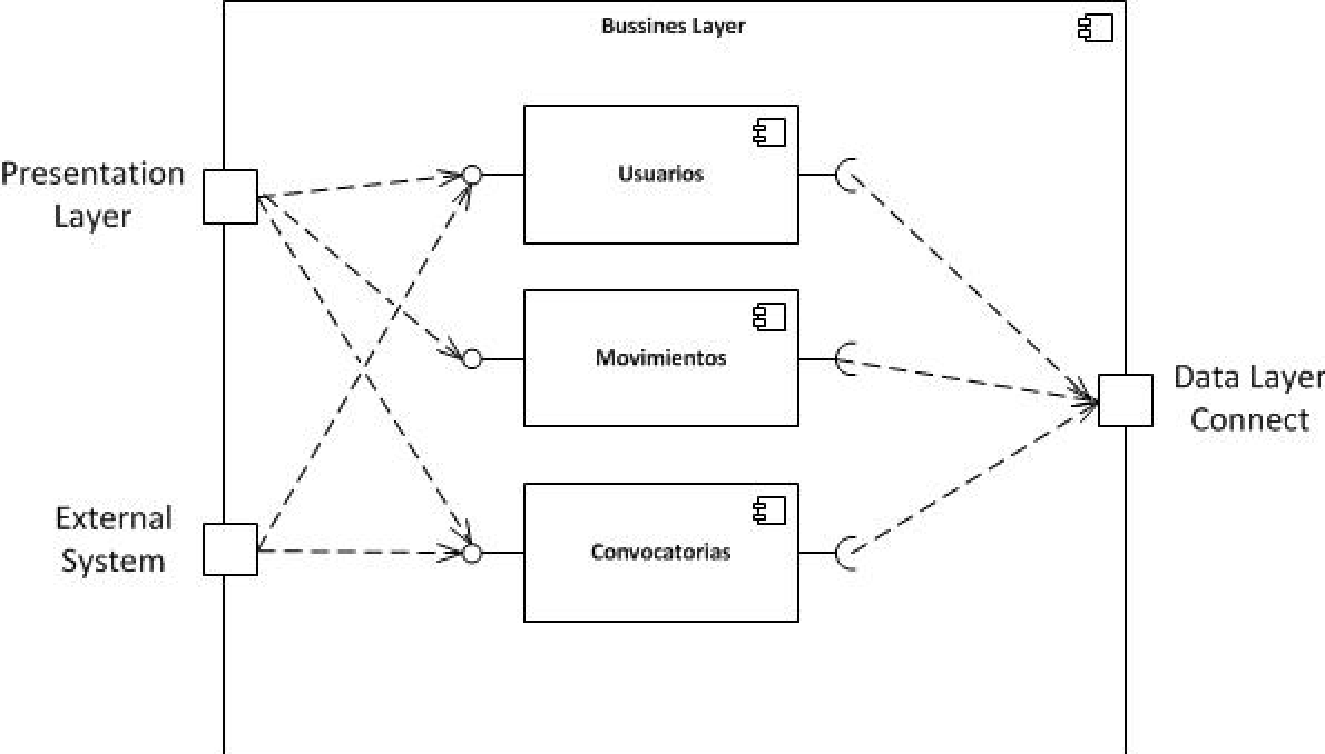 Bussines Layer
Presentation
Layer
Usuarios
Movimientos
Data Layer
Connect
External
System
Convocatorias